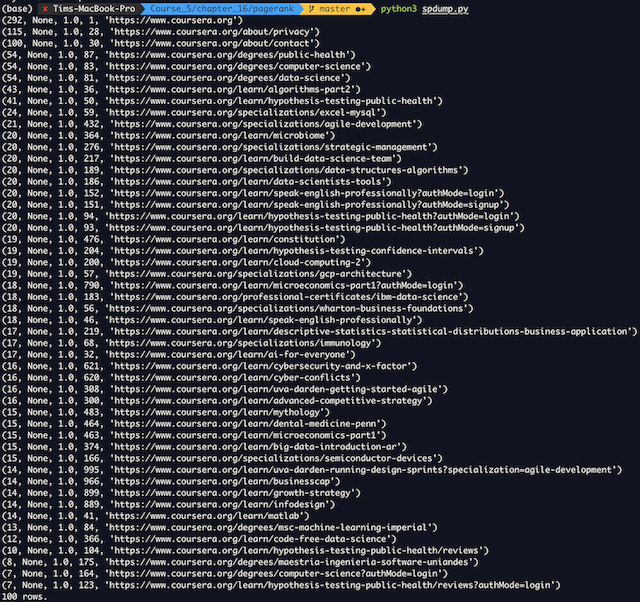 (base) ✘ Tims-MacBook-Pro Course_5/chapter_16/pagerank master ●+ python3 spdump.py
(292, None, 1.0, 1, 'https://www.coursera.org')
(115, None, 1.0, 28, 'https://www.coursera.org/about/privacy')
(100, None, 1.0, 30, 'https://www.coursera.org/about/contact')
(54, None, 1.0, 87, 'https://www.coursera.org/degrees/public-health')
(54, None, 1.0, 83, 'https://www.coursera.org/degrees/computer-science')
(54, None, 1.0, 81, 'https://www.coursera.org/degrees/data-science')
(43, None, 1.0, 36, 'https://www.coursera.org/learn/algorithms-part2')
(41, None, 1.0, 50, 'https://www.coursera.org/learn/hypothesis-testing-public-health')
(24, None, 1.0, 59, 'https://www.coursera.org/specializations/excel-mysql')
(21, None, 1.0, 432, 'https://www.coursera.org/specializations/agile-development')
(20, None, 1.0, 364, 'https://www.coursera.org/learn/microbiome')
(20, None, 1.0, 276, 'https://www.coursera.org/specializations/strategic-management')
(20, None, 1.0, 217, 'https://www.coursera.org/learn/build-data-science-team')
(20, None, 1.0, 189, 'https://www.coursera.org/specializations/data-structures-algorithms')
(20, None, 1.0, 186, 'https://www.coursera.org/learn/data-scientists-tools')
(20, None, 1.0, 152, 'https://www.coursera.org/learn/speak-english-professionally?authMode=login')
(20, None, 1.0, 151, 'https://www.coursera.org/learn/speak-english-professionally?authMode=signup')
(20, None, 1.0, 94, 'https://www.coursera.org/learn/hypothesis-testing-public-health?authMode=login')
(20, None, 1.0, 93, 'https://www.coursera.org/learn/hypothesis-testing-public-health?authMode=signup')
(19, None, 1.0, 476, 'https://www.coursera.org/learn/constitution')
(19, None, 1.0, 204, 'https://www.coursera.org/learn/hypothesis-testing-confidence-intervals')
(19, None, 1.0, 200, 'https://www.coursera.org/learn/cloud-computing-2')
(19, None, 1.0, 57, 'https://www.coursera.org/specializations/gcp-architecture')
(18, None, 1.0, 790, 'https://www.coursera.org/learn/microeconomics-part1?authMode=login')
(18, None, 1.0, 183, 'https://www.coursera.org/professional-certificates/ibm-data-science')
(18, None, 1.0, 56, 'https://www.coursera.org/specializations/wharton-business-foundations')
(18, None, 1.0, 46, 'https://www.coursera.org/learn/speak-english-professionally')
(17, None, 1.0, 219, 'https://www.coursera.org/learn/descriptive-statistics-statistical-distributions-business-application')
(17, None, 1.0, 68, 'https://www.coursera.org/specializations/immunology')
(17, None, 1.0, 32, 'https://www.coursera.org/learn/ai-for-everyone')
(16, None, 1.0, 621, 'https://www.coursera.org/learn/cybersecurity-and-x-factor')
(16, None, 1.0, 620, 'https://www.coursera.org/learn/cyber-conflicts')
(16, None, 1.0, 308, 'https://www.coursera.org/learn/uva-darden-getting-started-agile')
(16, None, 1.0, 300, 'https://www.coursera.org/learn/advanced-competitive-strategy')
(15, None, 1.0, 483, 'https://www.coursera.org/learn/mythology')
(15, None, 1.0, 464, 'https://www.coursera.org/learn/dental-medicine-penn')
(15, None, 1.0, 463, 'https://www.coursera.org/learn/microeconomics-part1')
(15, None, 1.0, 374, 'https://www.coursera.org/learn/big-data-introduction-ar')
(15, None, 1.0, 166, 'https://www.coursera.org/specializations/semiconductor-devices')
(14, None, 1.0, 995, 'https://www.coursera.org/learn/uva-darden-running-design-sprints?specialization=agile-development')
(14, None, 1.0, 966, 'https://www.coursera.org/learn/businesscap')
(14, None, 1.0, 899, 'https://www.coursera.org/learn/growth-strategy')
(14, None, 1.0, 889, 'https://www.coursera.org/learn/infodesign')
(14, None, 1.0, 41, 'https://www.coursera.org/learn/matlab')
(13, None, 1.0, 84, 'https://www.coursera.org/degrees/msc-machine-learning-imperial')
(12, None, 1.0, 366, 'https://www.coursera.org/learn/code-free-data-science')
(10, None, 1.0, 104, 'https://www.coursera.org/learn/hypothesis-testing-public-health/reviews')
(8, None, 1.0, 175, 'https://www.coursera.org/degrees/maestria-ingenieria-software-uniandes')
(7, None, 1.0, 164, 'https://www.coursera.org/degrees/computer-science?authMode=login')
(7, None, 1.0, 123, 'https://www.coursera.org/learn/hypothesis-testing-public-health/reviews?authMode=login')
100 rows.